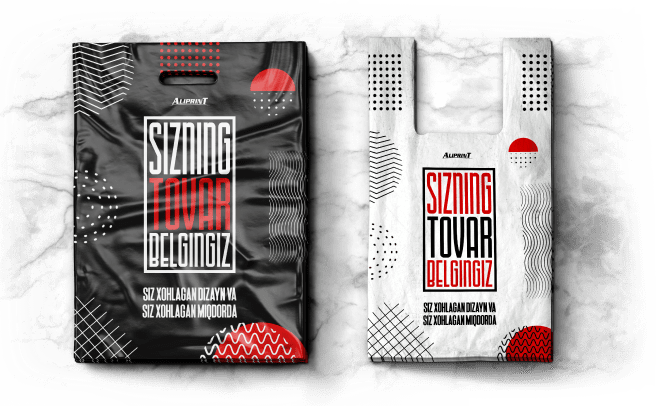 ALIPRINT
SIZNING
TOVAR
BELGINGIZ
SIZ XOHLAGAN DIZAYN VA
SIZ XOHLAGAN MIQDORDA
ALIPRINT
SIZNING
TOVAR
BELGINGIZ
SIZ XOHLAGAN DIZAYN VA
SIZ XOHLAGAN MIQDORDA